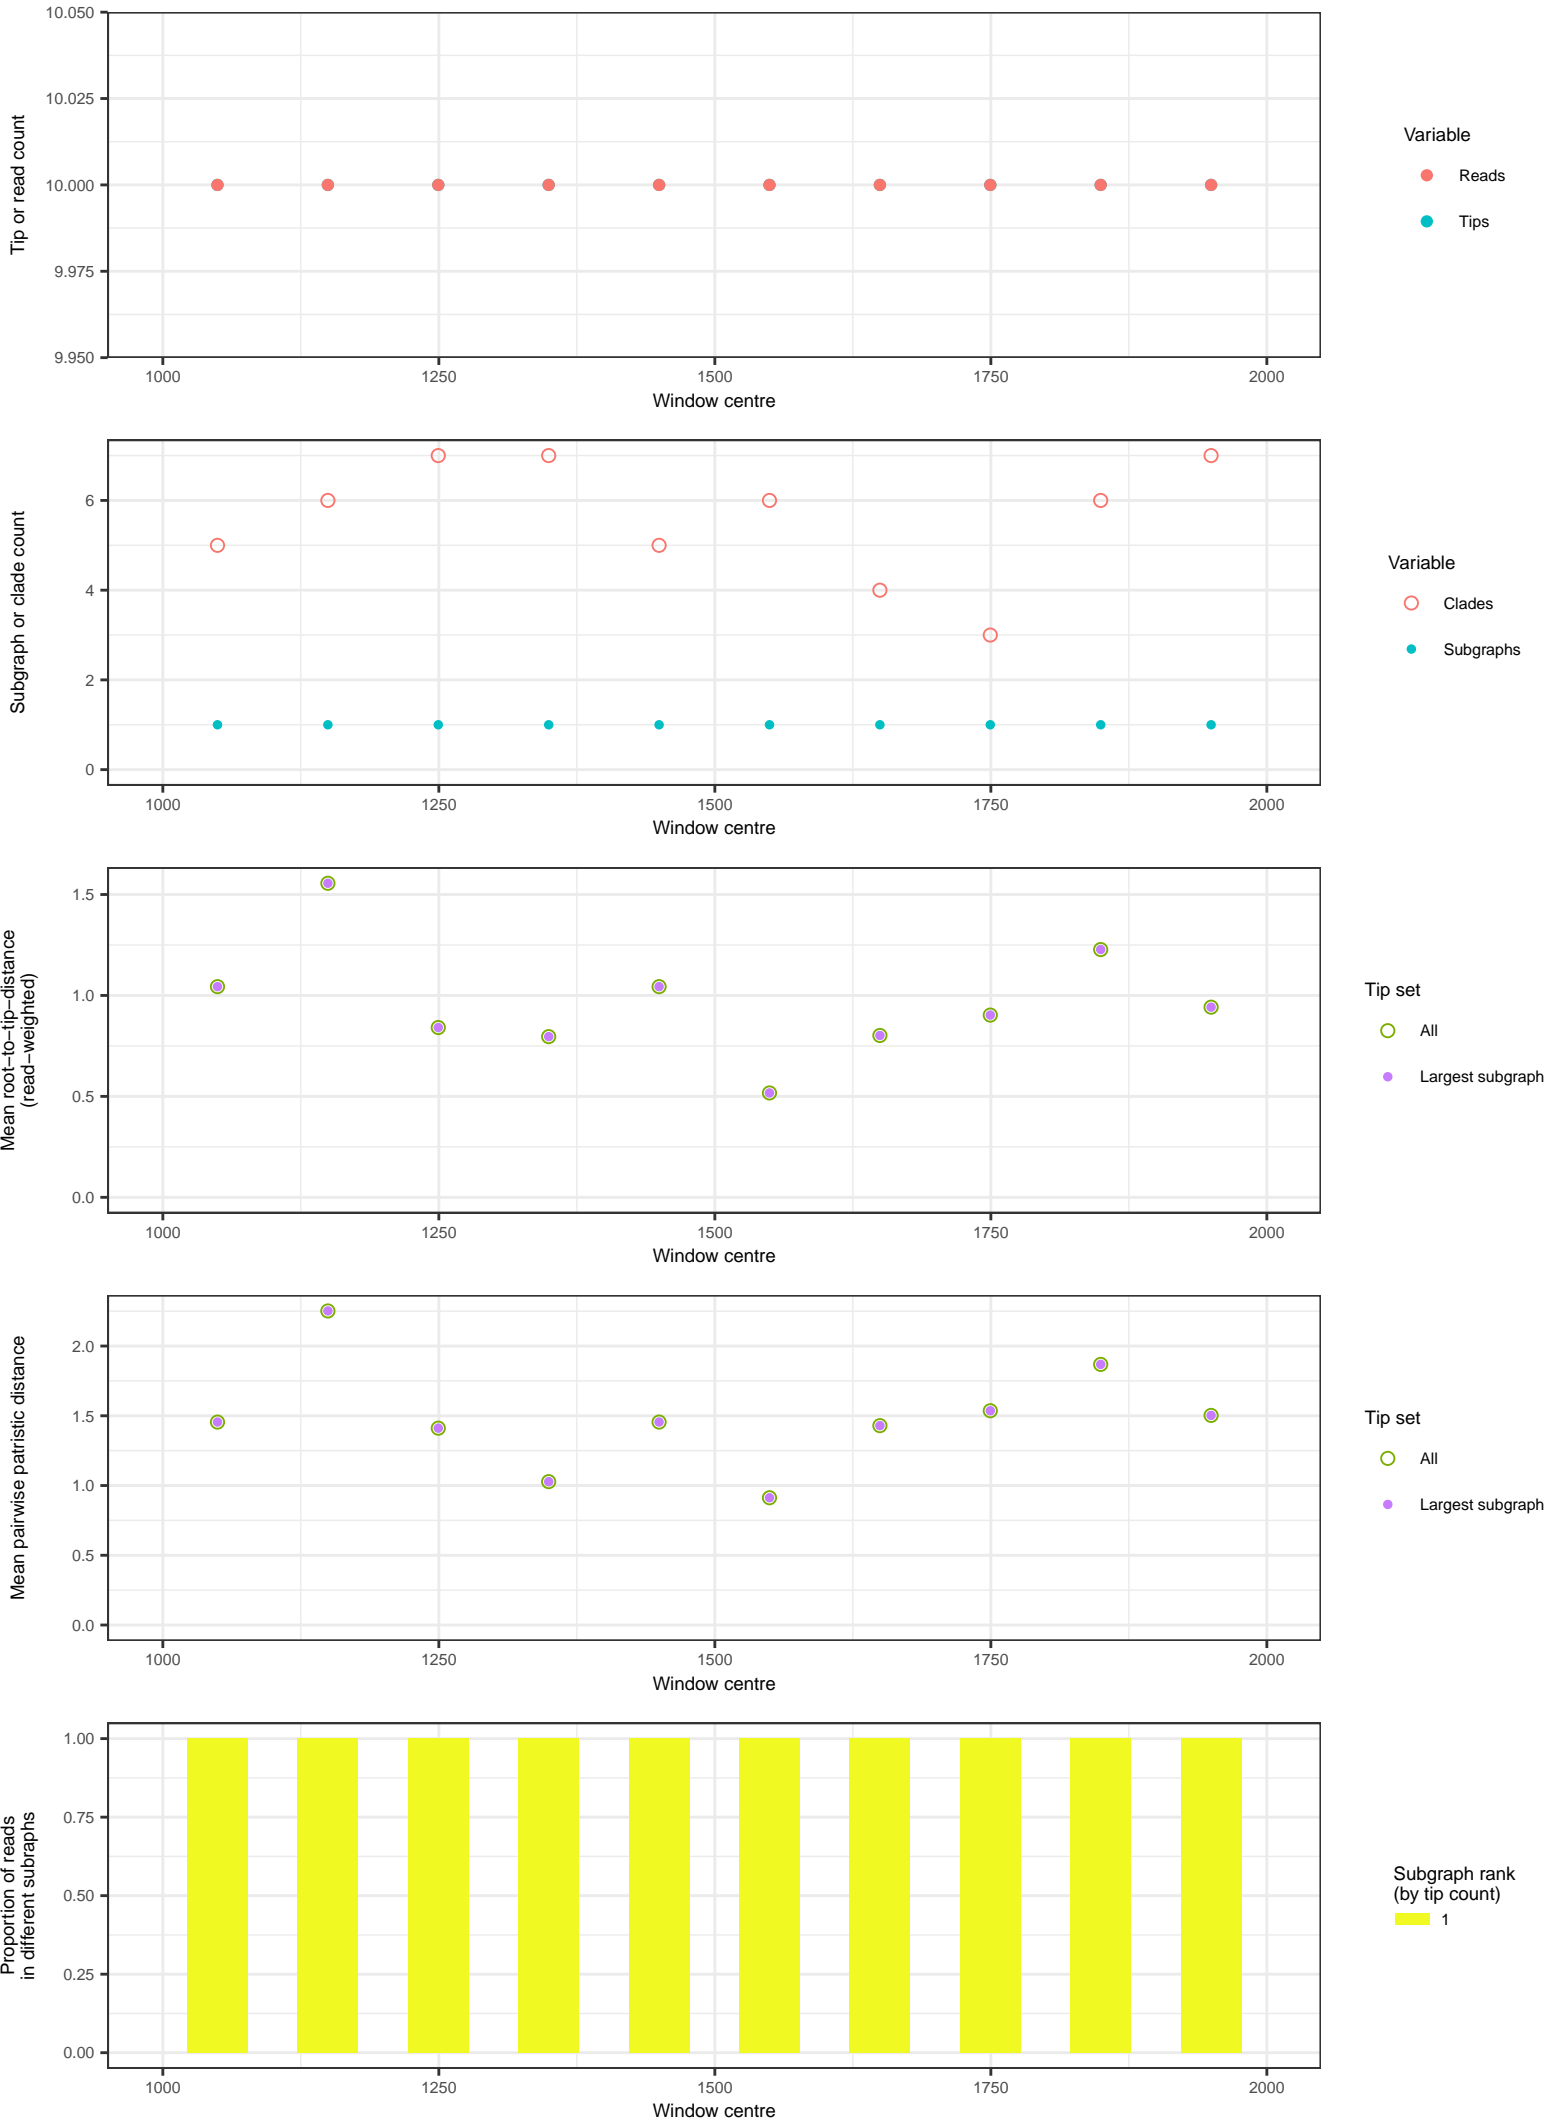 10.050
10.025
10.000
9.975
9.950
Tip or read count
1000 1250 1500 1750 2000
Window centre
Variable
Reads
Tips
6
4
2
0
Subgraph or clade count
1000 1250 1500 1750 2000
Window centre
Variable
Clades
Subgraphs
1.5
1.0
0.5
0.0
Mean root−to−tip−distance
(read−weighted)
1000 1250 1500 1750 2000
Window centre
Tip set
All
Largest subgraph
2.0
1.5
1.0
0.5
0.0
Mean pairwise patristic distance
1000 1250 1500 1750 2000
Window centre
Tip set
All
Largest subgraph
1.00
0.75
0.50
0.25
0.00
Proportion of reads
in different subraphs
1000 1250 1500 1750 2000
Window centre
Subgraph rank
(by tip count)
1